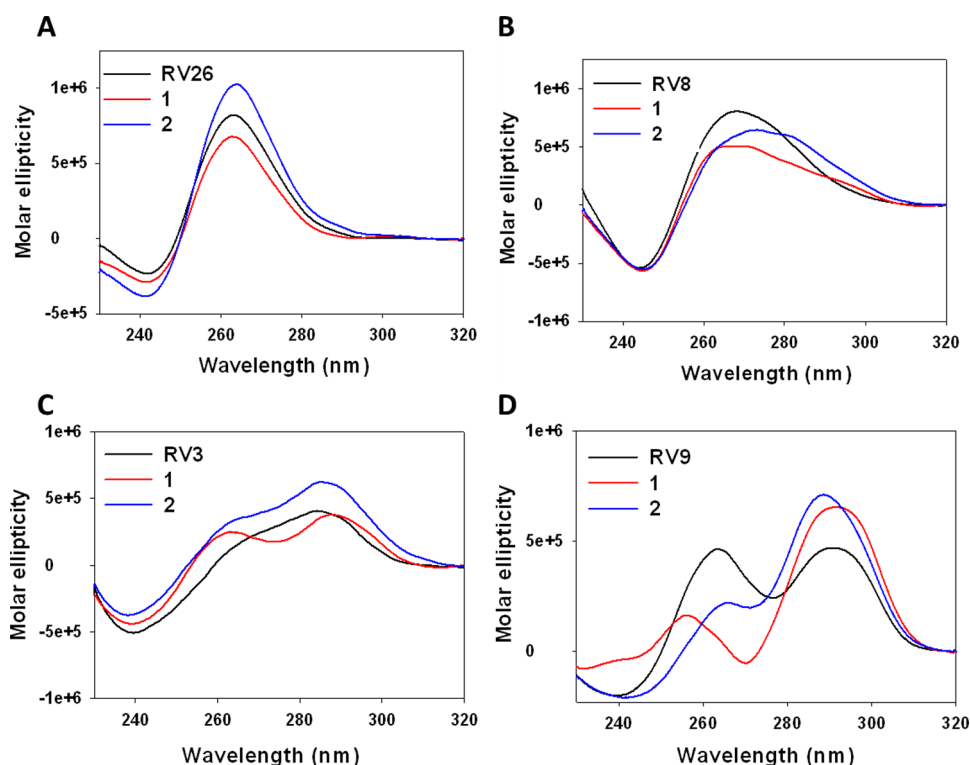 A
RV26
1
2
1e+6
5e+5
0
-5e+5
240 260 280 300 320
Molar ellipticity
Wavelength (nm)
B
RV8
1
2
1e+6
5e+5
0
-5e+5
-1e+6
240 260 280 300 320
Molar ellipticity
Wavelength (nm)
C
RV3
1
2
1e+6
5e+5
0
-5e+5
-1e+6
240 260 280 300 320
Molar ellipticity
Wavelength (nm)
D
RV9
1
2
1e+6
5e+5
0
240 260 280 300 320
Molar ellipticity
Wavelength (nm)